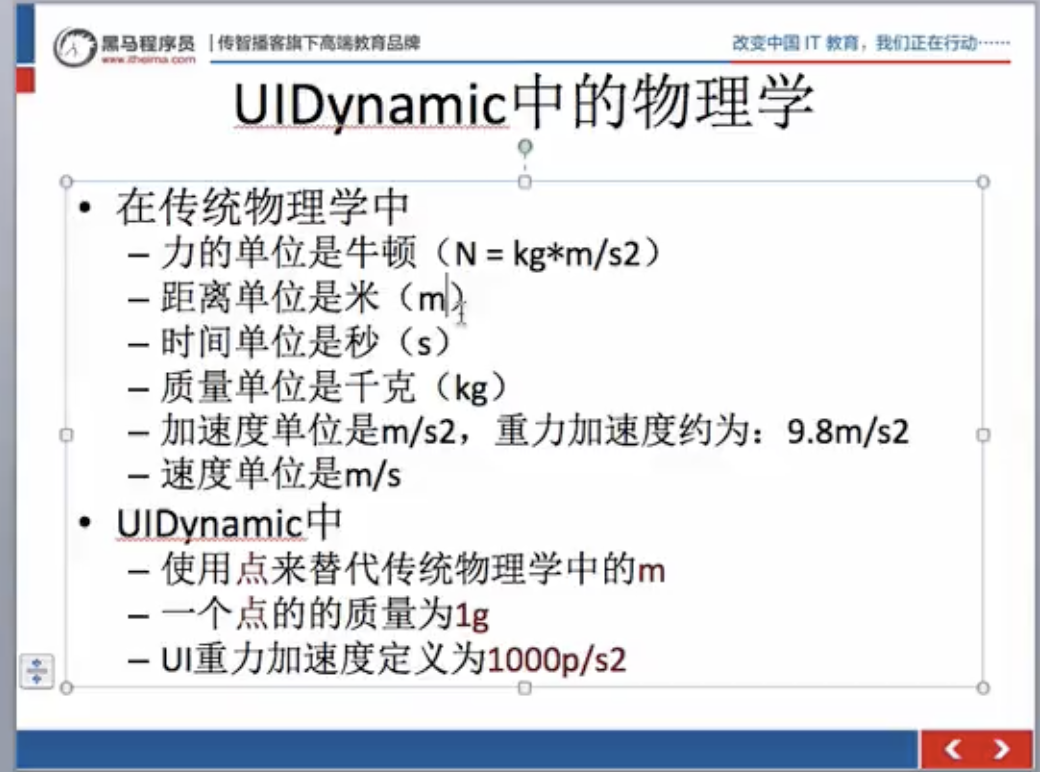 黑马程序员 | 传智播客旗下高端教育品牌
www.itheima.com
改变中国 IT 教育，我们正在行动……
UIDynamic中的物理学
• 在传统物理学中
– 力的单位是牛顿（N = kg*m/s2）
– 距离单位是米（m）
– 时间单位是秒（s）
– 质量单位是千克（kg）
– 加速度单位是m/s2，重力加速度约为：9.8m/s2
– 速度单位是m/s
• UIDynamic中
– 使用点来替代传统物理学中的m
– 一个点的的质量为1g
– UI重力加速度定义为1000p/s2